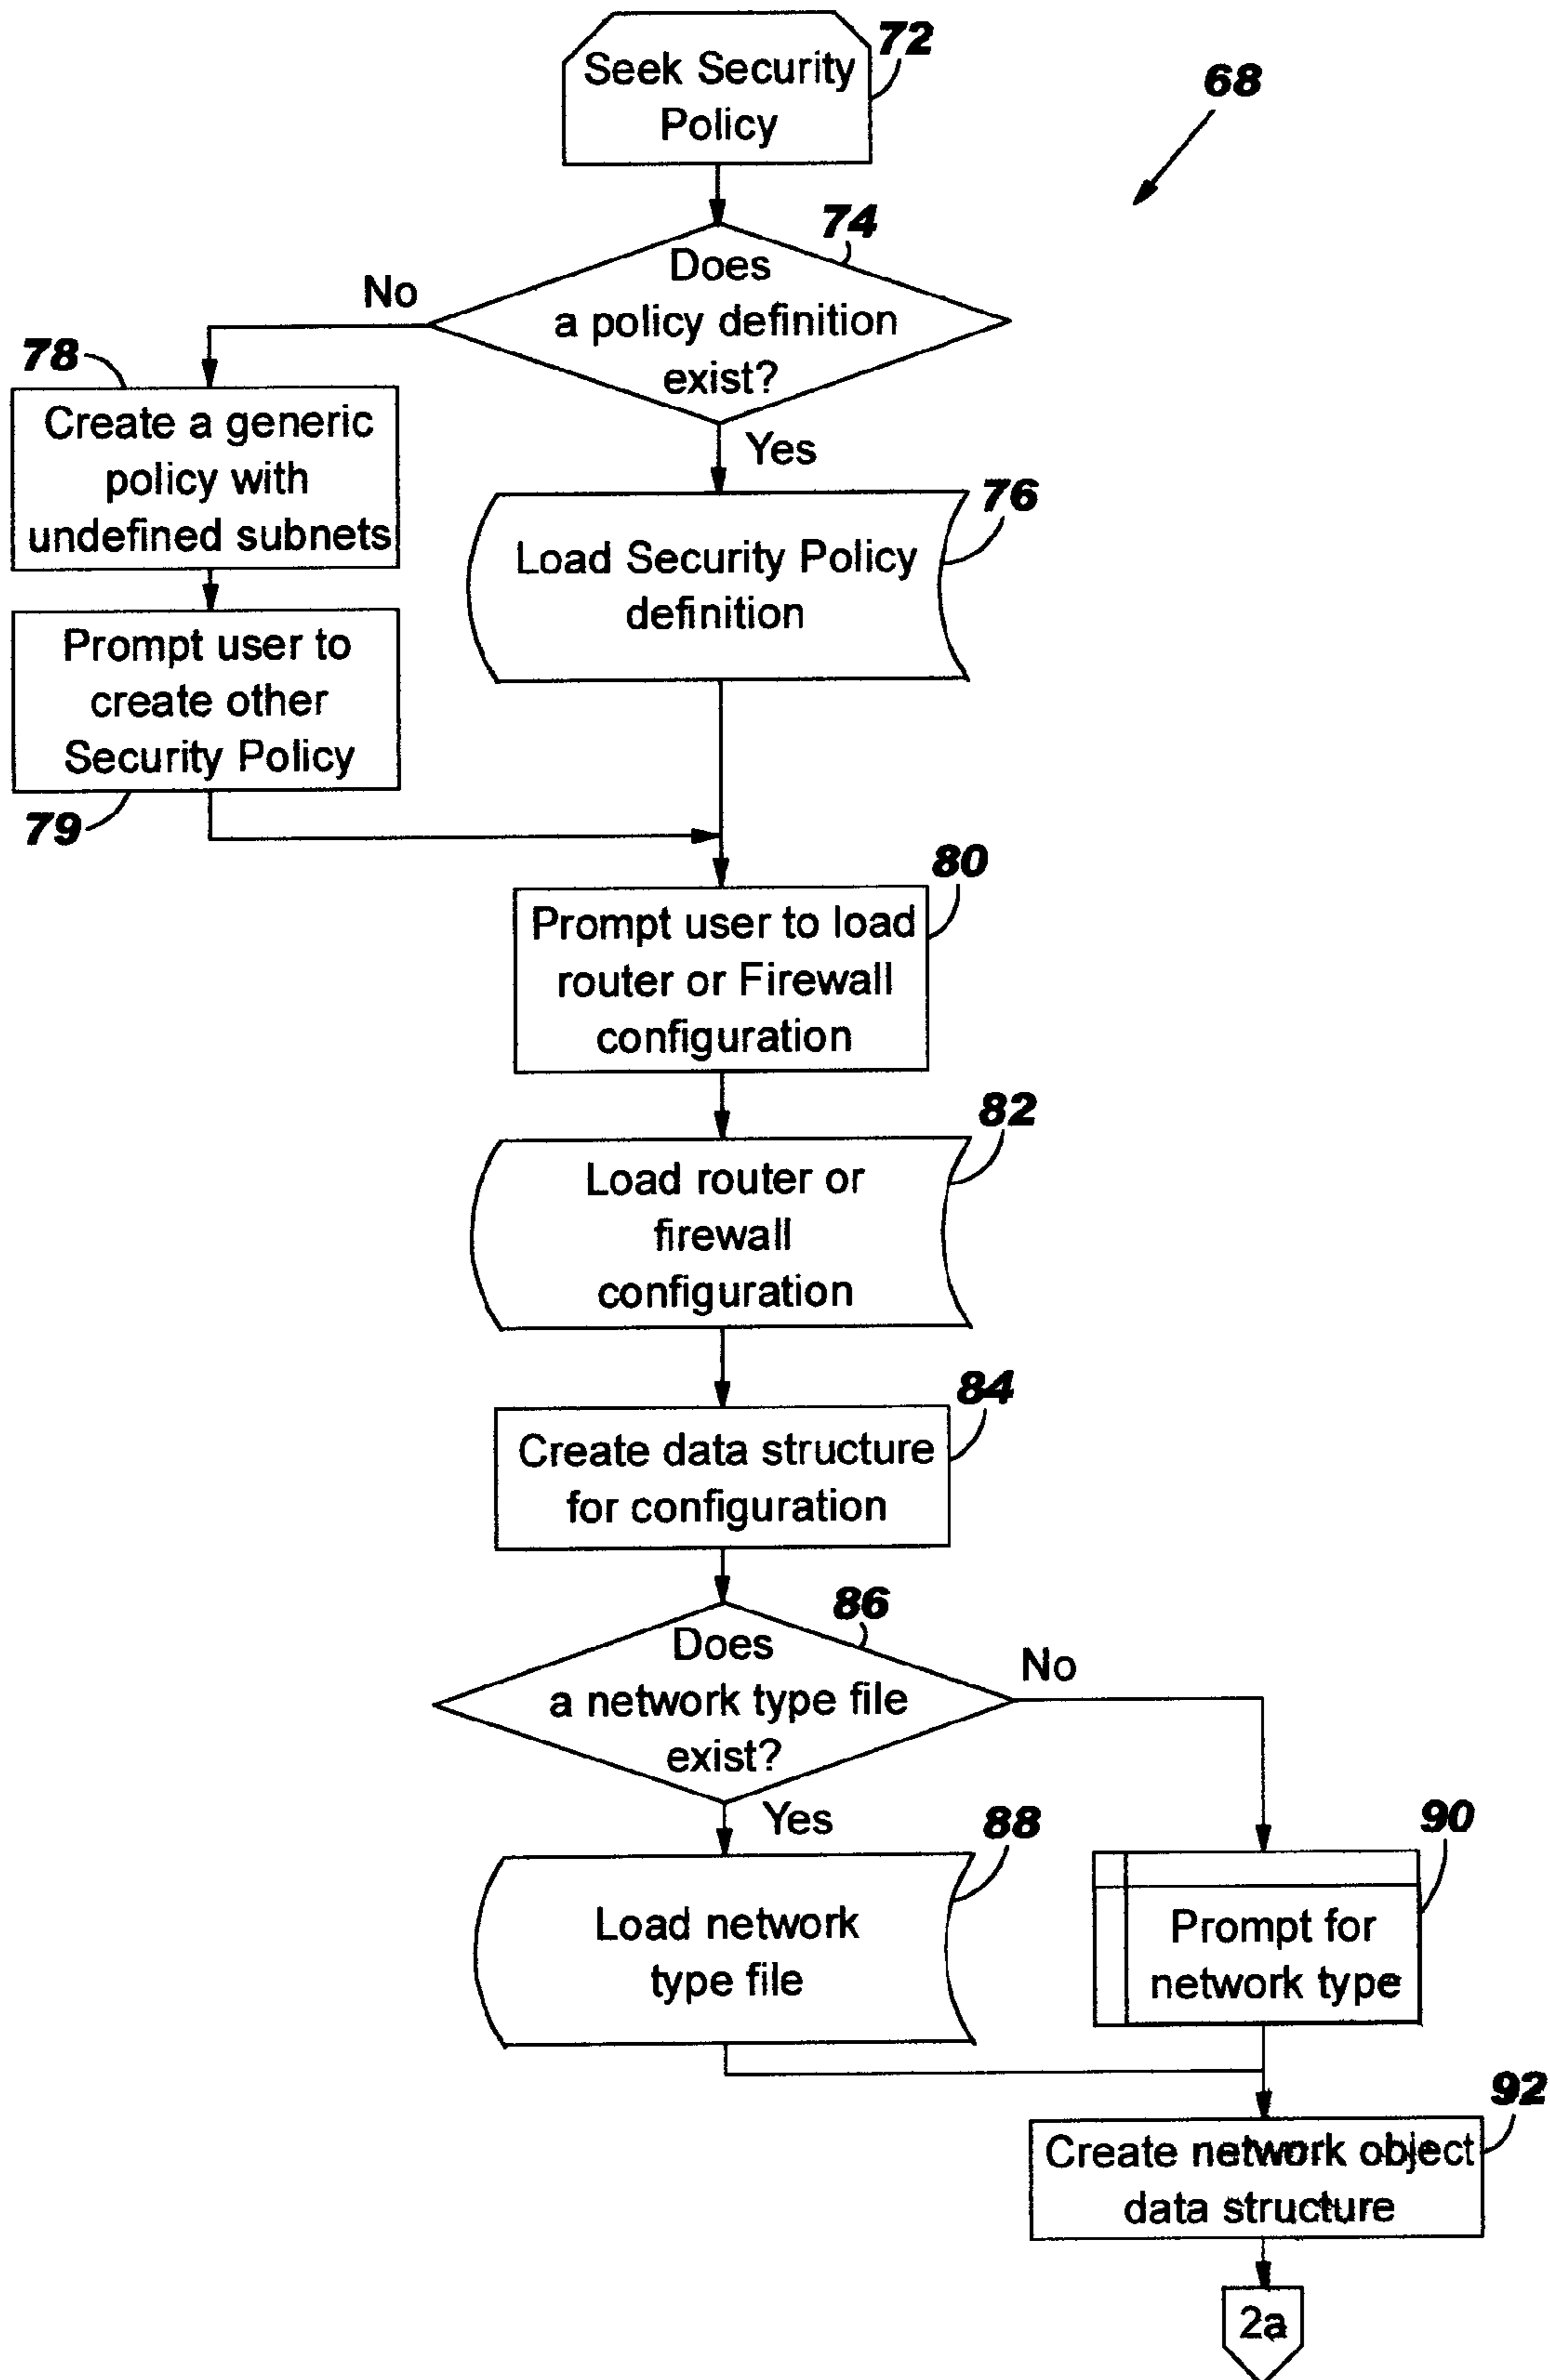 Seek Security
Policy
72
68
74
Does
a policy definition
exist?
No
Yes
78
Create a generic
policy with
undefined subnets
76
Load Security Policy
definition
Prompt user to
create other
Security Policy
79
80
Prompt user to load
router or Firewall
configuration
82
Load router or
firewall
configuration
84
Create data structure
for configuration
86
Does
a network type file
exist?
No
Yes
88
Load network
type file
90
Prompt for
network type
92
Create network object
data structure
2a